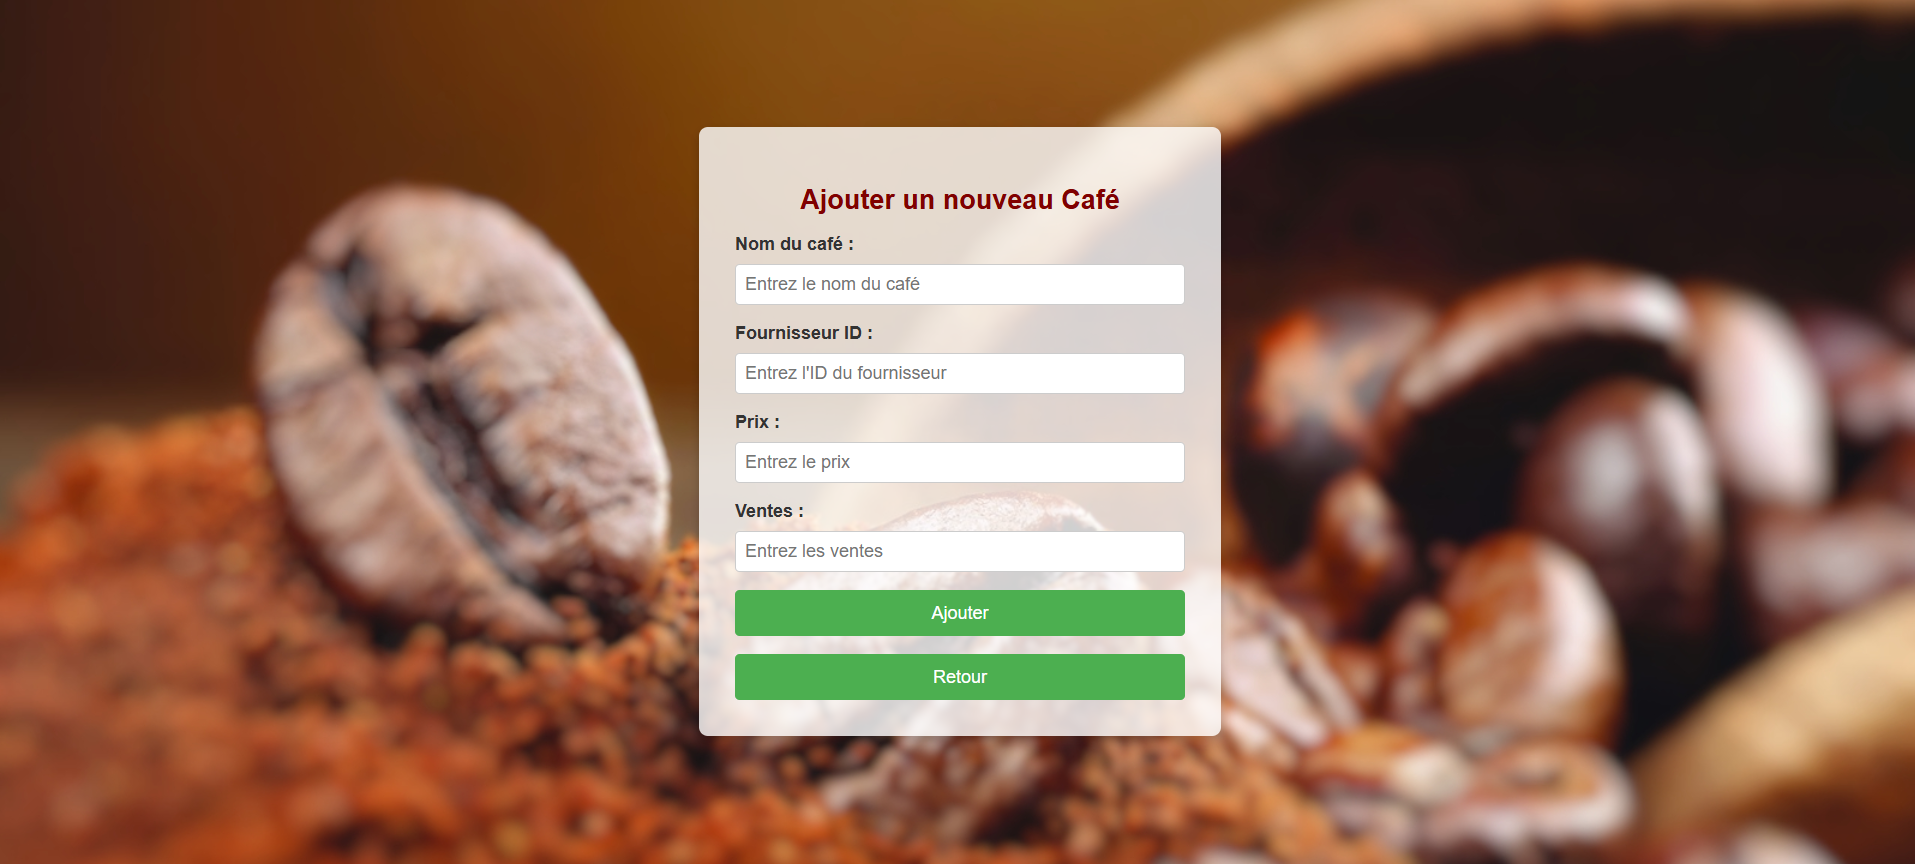 Ajouter un nouveau Café
Nom du café :
Entrez le nom du café
Fournisseur ID :
Entrez l'ID du fournisseur
Prix :
Entrez le prix
Ventes :
Entrez les ventes
Ajouter
Retour